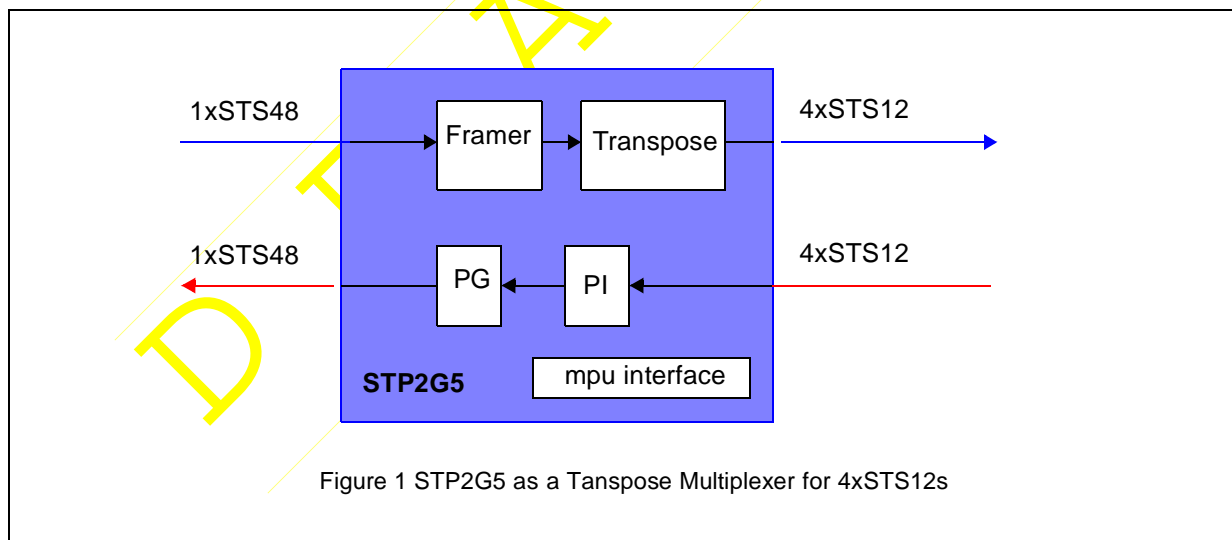 1xSTS48
Framer
Transpose
4xSTS12
1xSTS48
PG
PI
4xSTS12
STP2G5
mpu interface
Figure 1 STP2G5 as a Tanspose Multiplexer for 4xSTS12s